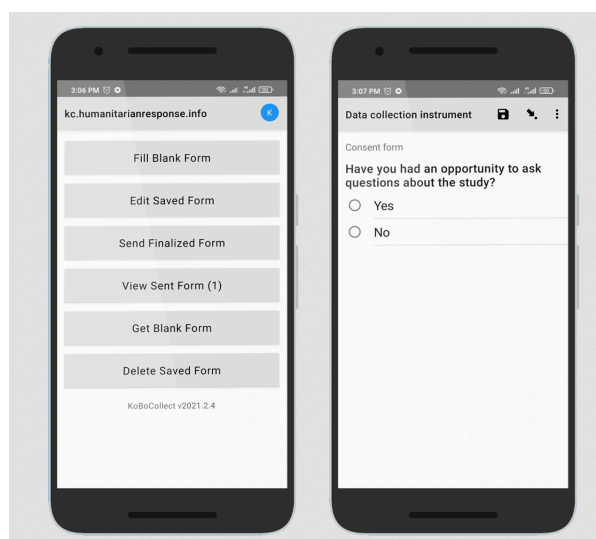 3:06 PM
kc.humanitarianresponse.info
K
Fill Blank Form
Edit Saved Form
Send Finalized Form
View Sent Form (1)
Get Blank Form
Delete Saved Form
KoBoCollect v2021.2.4
3:07 PM
Data collection instrument
Consent form
Have you had an opportunity to ask
questions about the study?
Yes
No